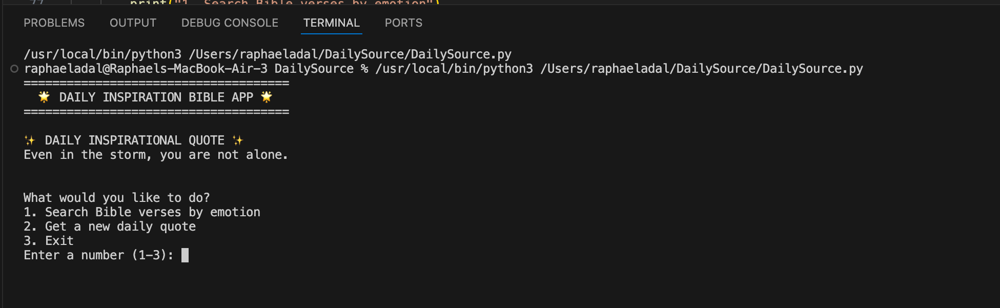 77 print("1. Search Bible verses by emotion")
PROBLEMS OUTPUT DEBUG CONSOLE TERMINAL PORTS
/usr/local/bin/python3 /Users/raphaeladal/DailySource/DailySource.py
raphaeladal@Raphaels-MacBook-Air-3 DailySource % /usr/local/bin/python3 /Users/raphaeladal/DailySource/DailySource.py
=====================================
🌟 DAILY INSPIRATION BIBLE APP 🌟
=====================================
✨ DAILY INSPIRATIONAL QUOTE ✨
Even in the storm, you are not alone.
What would you like to do?
1. Search Bible verses by emotion
2. Get a new daily quote
3. Exit
Enter a number (1-3):